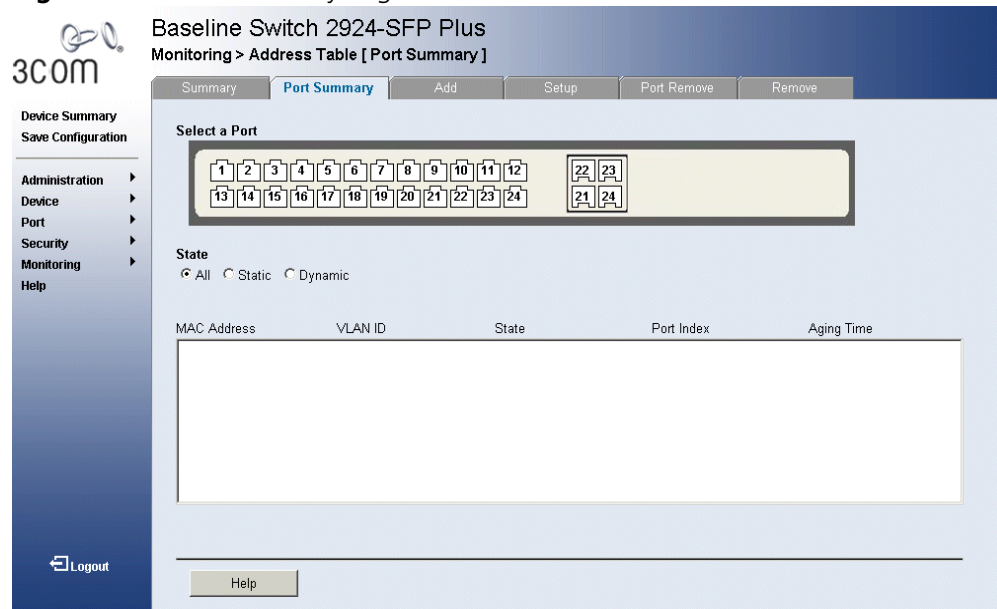 3com
Baseline Switch 2924-SFP Plus
Monitoring > Address Table [ Port Summary ]
Summary Port Summary Add Setup Port Remove Remove
Device Summary
Save Configuration
Administration
Device
Port
Security
Monitoring
Help
Logout
Select a Port
1 2 3 4 5 6 7 8 9 10 11 12 22 23
13 14 15 16 17 18 19 20 21 22 23 24 21 24
State
All Static Dynamic
MAC Address VLAN ID State Port Index Aging Time
Help